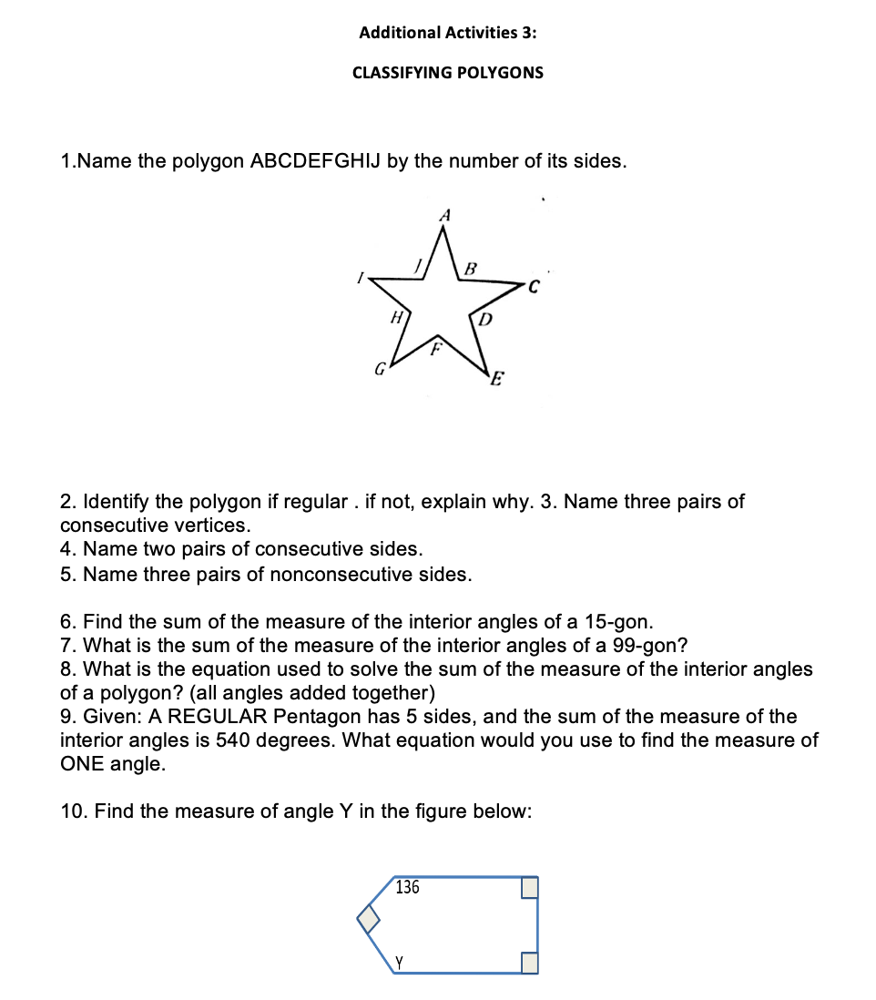 Additional Activities 3:
CLASSIFYING POLYGONS
1.Name the polygon ABCDEFGHIJ by the number of its sides.
A
I
J
B
C
H
D
F
G
E
2. Identify the polygon if regular . if not, explain why. 3. Name three pairs of
consecutive vertices.
4. Name two pairs of consecutive sides.
5. Name three pairs of nonconsecutive sides.
6. Find the sum of the measure of the interior angles of a 15-gon.
7. What is the sum of the measure of the interior angles of a 99-gon?
8. What is the equation used to solve the sum of the measure of the interior angles
of a polygon? (all angles added together)
9. Given: A REGULAR Pentagon has 5 sides, and the sum of the measure of the
interior angles is 540 degrees. What equation would you use to find the measure of
ONE angle.
10. Find the measure of angle Y in the figure below:
136
Y